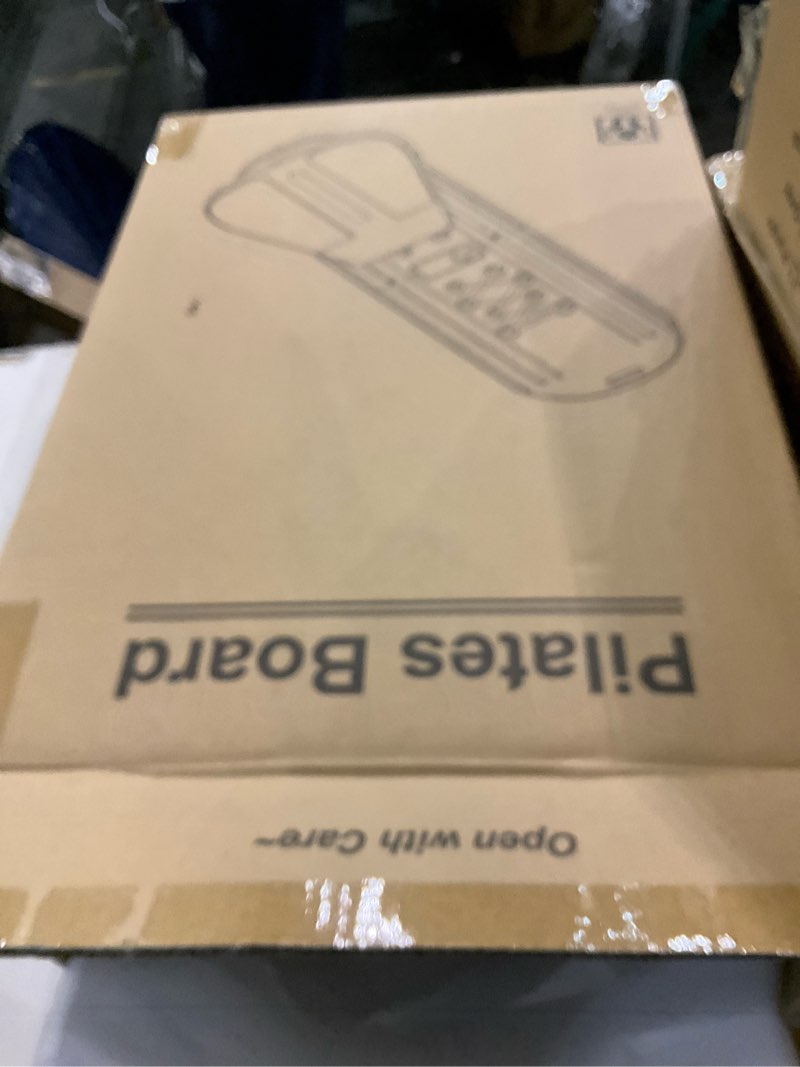 Pilates Board
Open with Care~